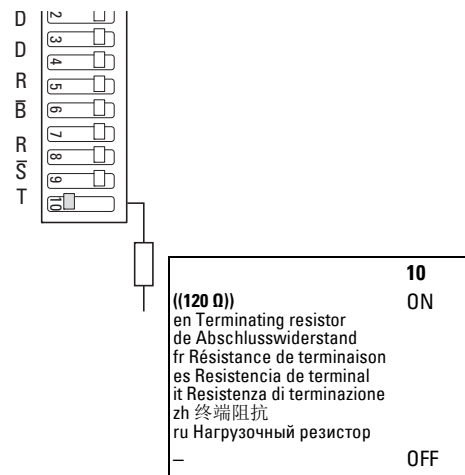 D
2
3
D
4
R
5
B̅
6
7
R
8
S̅
9
T
10
10
((120 Ω)) ON
en Terminating resistor
de Abschlusswiderstand
fr Résistance de terminaison
es Resistencia de terminal
it Resistenza di terminazione
zh 终端阻抗
ru Нагрузочный резистор
– OFF